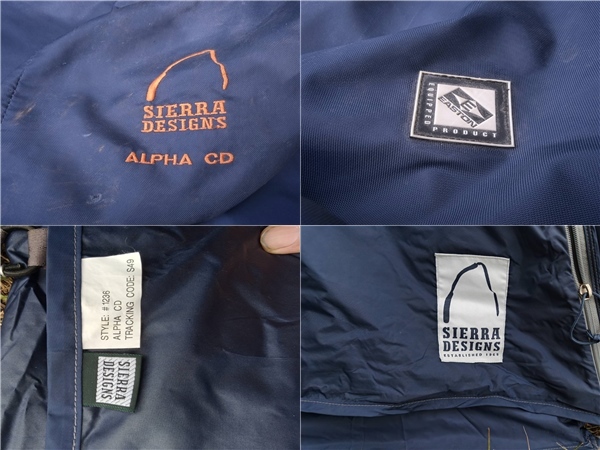 SIERRA
DESIGNS
ALPHA CD
EQUIPPED
EASTON
PRODUCT
STYLE: #1236
ALPHA CD
TRACKING CODE: S49
SIERRA
DESIGNS
SIERRA
DESIGNS
ESTABLISHED 1965